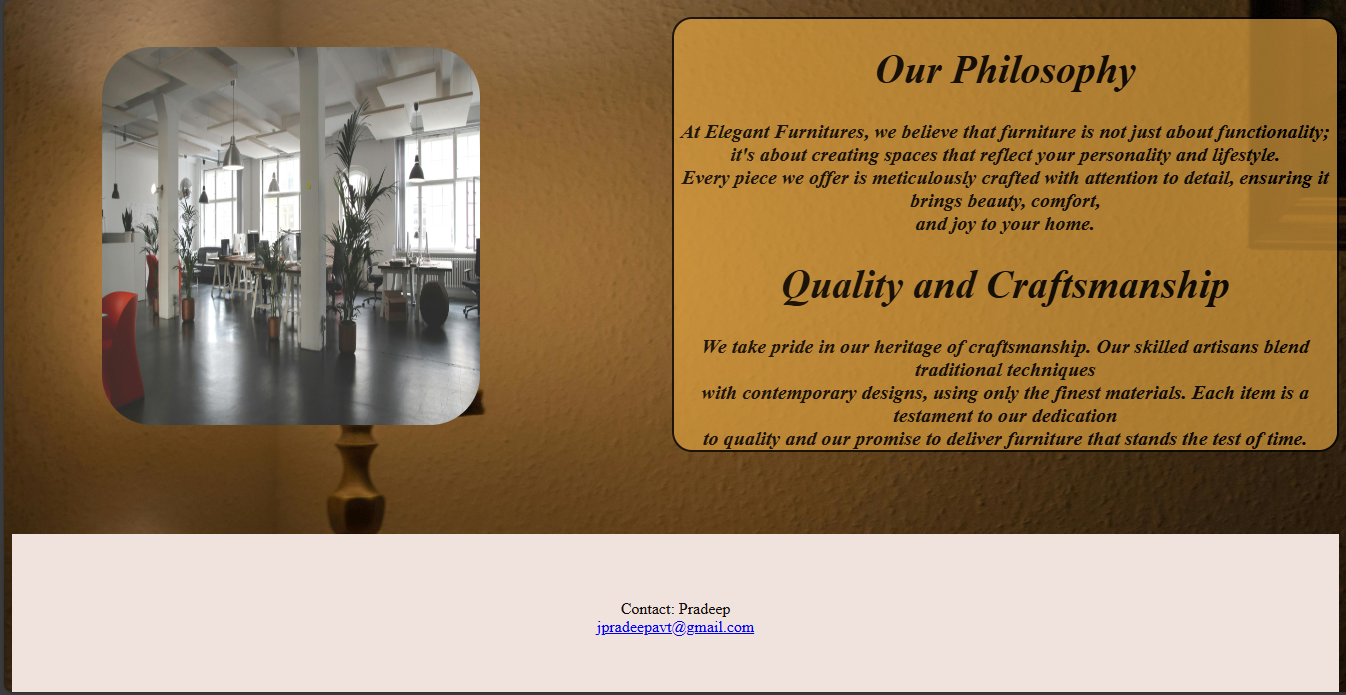 Our Philosophy
At Elegant Furnitures, we believe that furniture is not just about functionality;
it's about creating spaces that reflect your personality and lifestyle.
Every piece we offer is meticulously crafted with attention to detail, ensuring it
brings beauty, comfort,
and joy to your home.
Quality and Craftsmanship
We take pride in our heritage of craftsmanship. Our skilled artisans blend
traditional techniques
with contemporary designs, using only the finest materials. Each item is a
testament to our dedication
to quality and our promise to deliver furniture that stands the test of time.
Contact: Pradeep
jpradeepavt@gmail.com